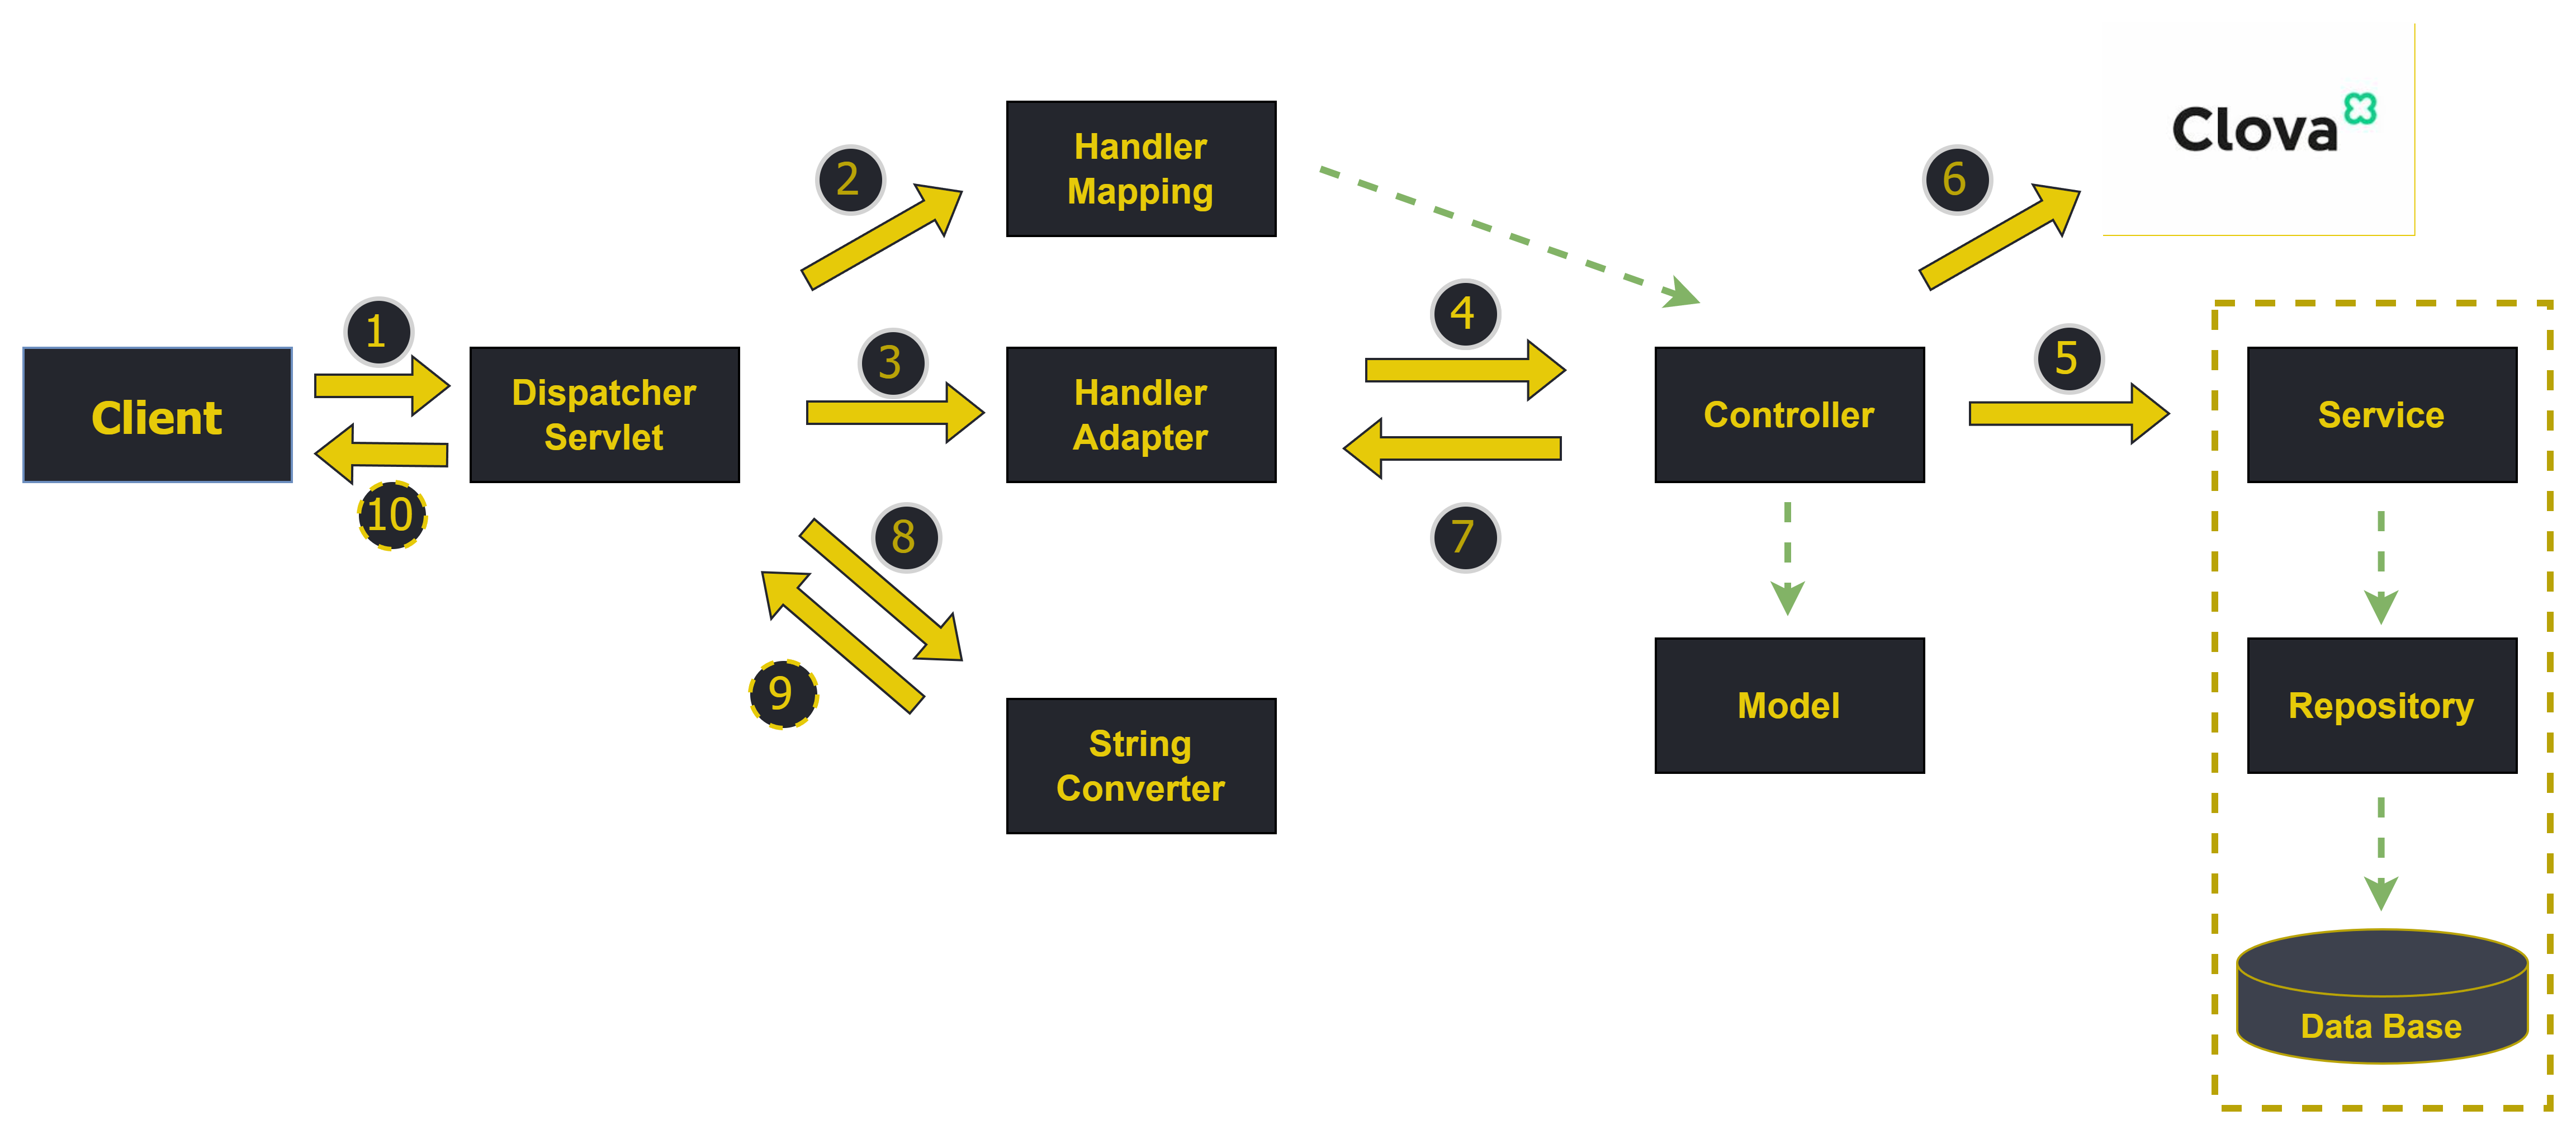 Clova
2
Handler
Mapping
6
1
3
4
5
Client
Dispatcher
Servlet
Handler
Adapter
Controller
Service
10
8
7
9
String
Converter
Model
Repository
Data Base